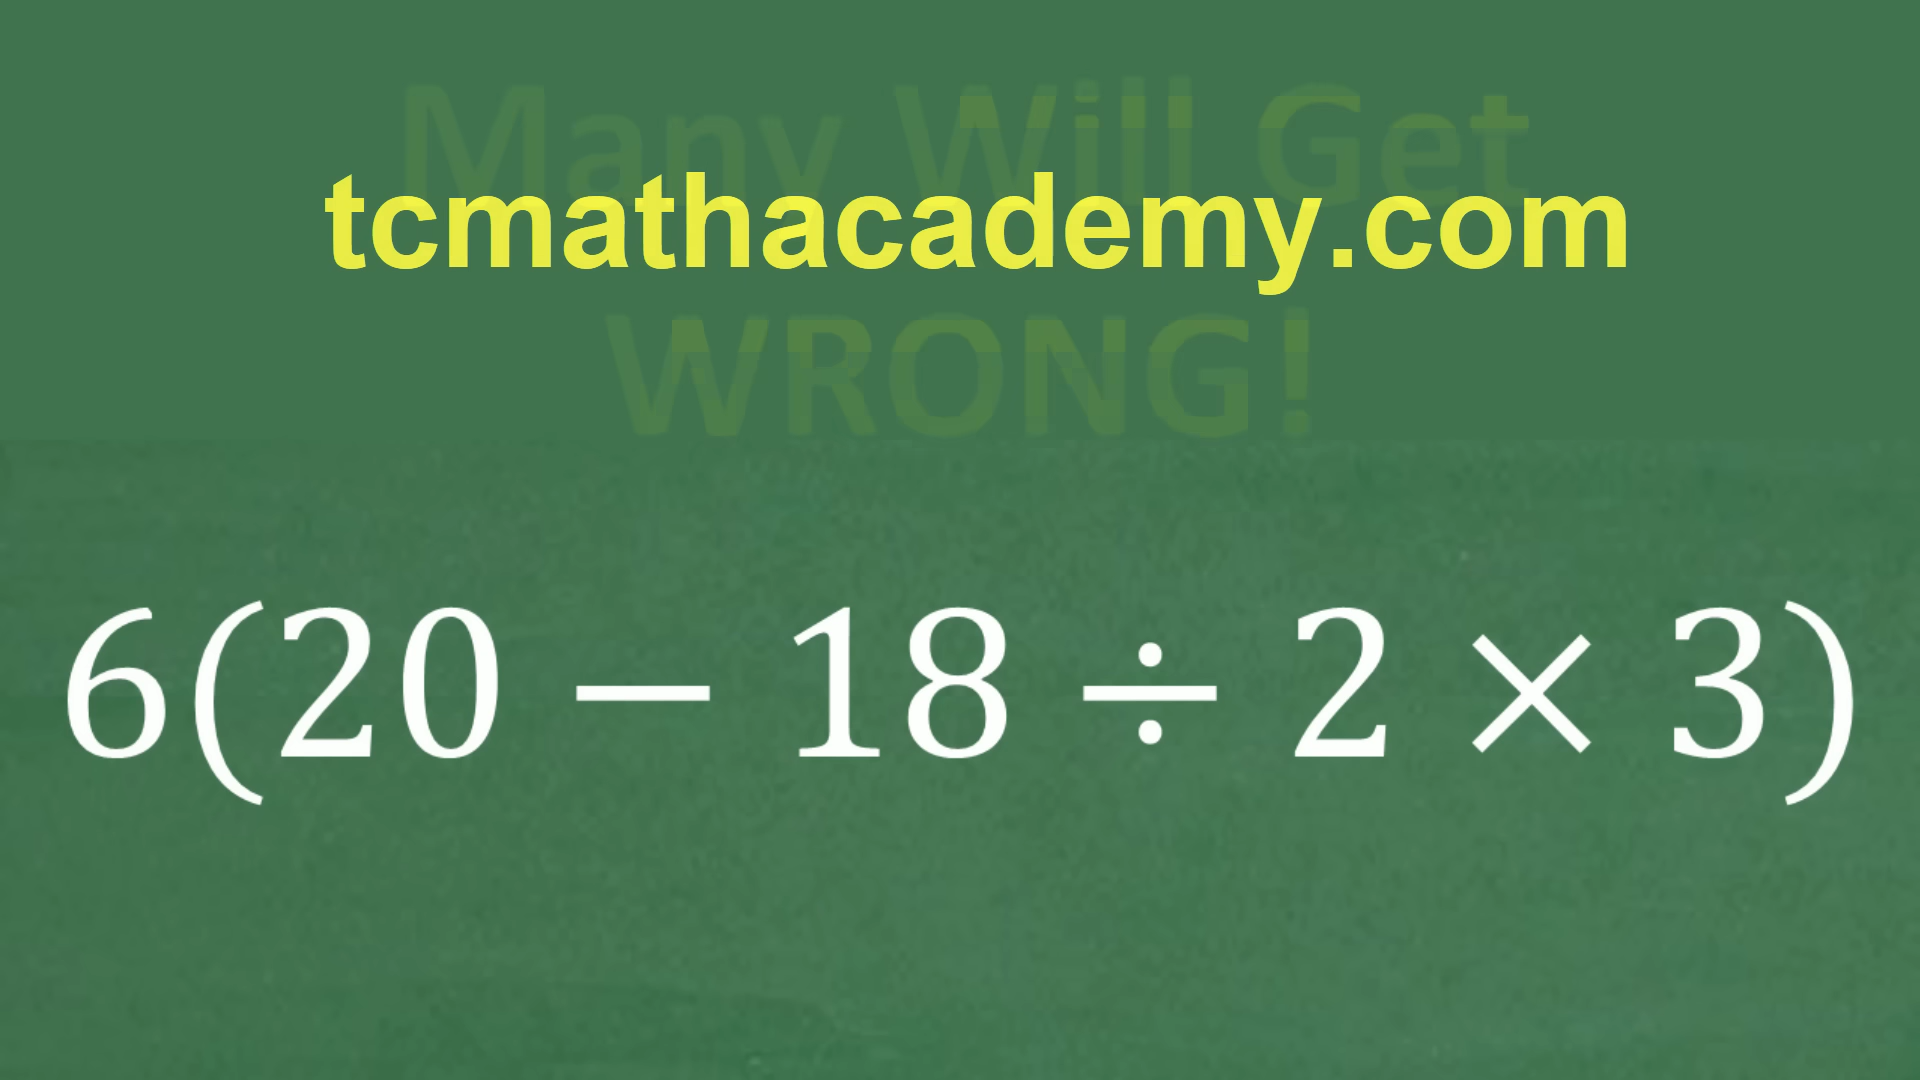 Many Will Get
tcmathacademy.com
WRONG!
6(20 − 18 ÷ 2 × 3)